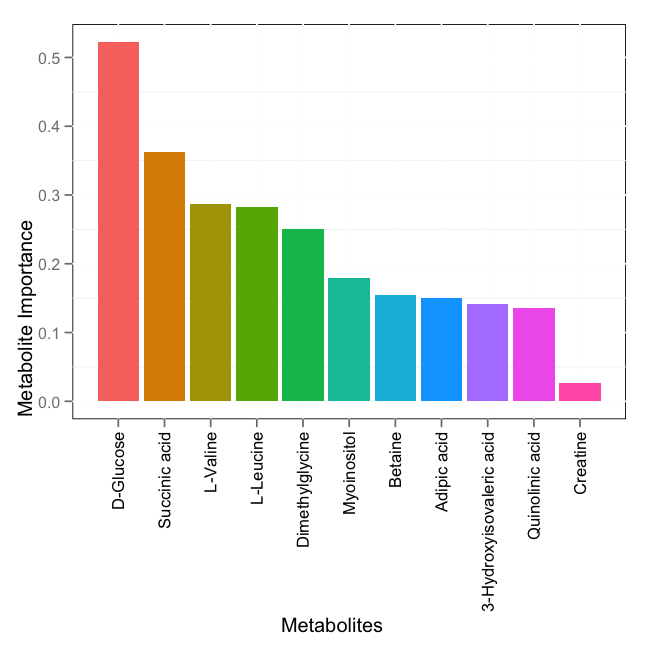 Metabolite Importance
0.5
0.4
0.3
0.2
0.1
0.0
D-Glucose
Succinic acid
L-Valine
L-Leucine
Dimethylglycine
Myoinositol
Betaine
Adipic acid
3-Hydroxyisovaleric acid
Quinolinic acid
Creatine
Metabolites